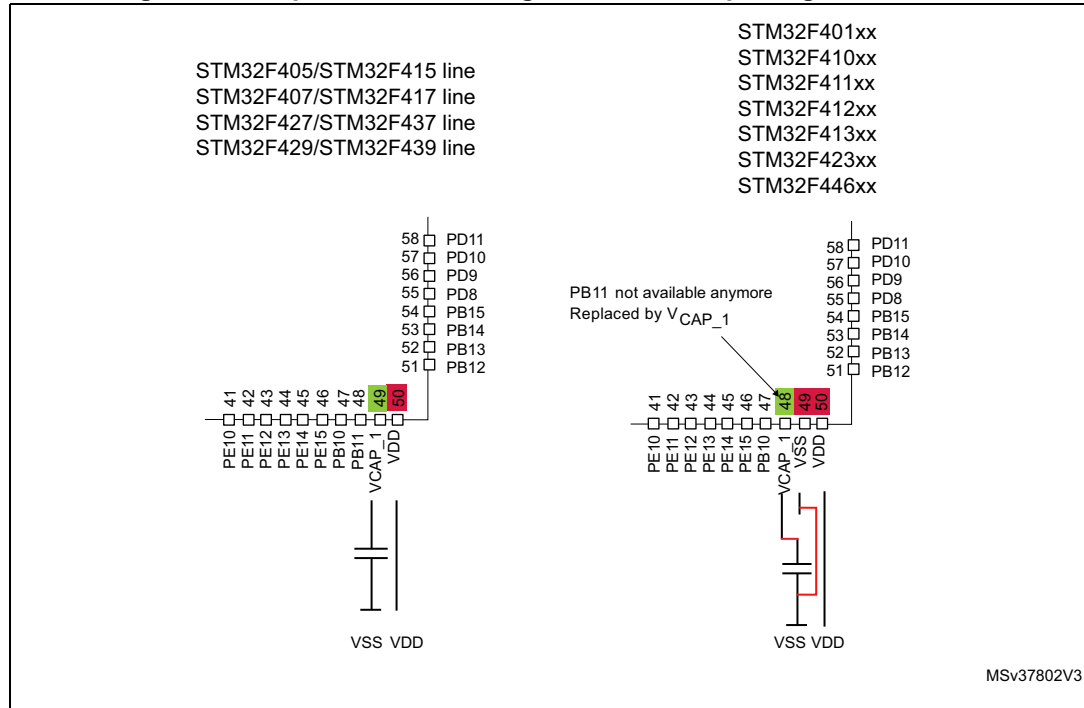 STM32F405/STM32F415 line
STM32F407/STM32F417 line
STM32F427/STM32F437 line
STM32F429/STM32F439 line
58 PD11
57 PD10
56 PD9
55 PD8
54 PB15
53 PB14
52 PB13
51 PB12
41 42 43 44 45 46 47 48 49 50
PE10 PE11 PE12 PE13 PE14 PE15 PB10 PB11 VCAP_1 VDD
VSS VDD
STM32F401xx
STM32F410xx
STM32F411xx
STM32F412xx
STM32F413xx
STM32F423xx
STM32F446xx
58 PD11
57 PD10
56 PD9
55 PD8
54 PB15
53 PB14
52 PB13
51 PB12
PB11 not available anymore
Replaced by VCAP_1
41 42 43 44 45 46 47 48 49 50
PE10 PE11 PE12 PE13 PE14 PE15 PB10 VCAP_1 VSS VDD
VSS VDD
MSv37802V3